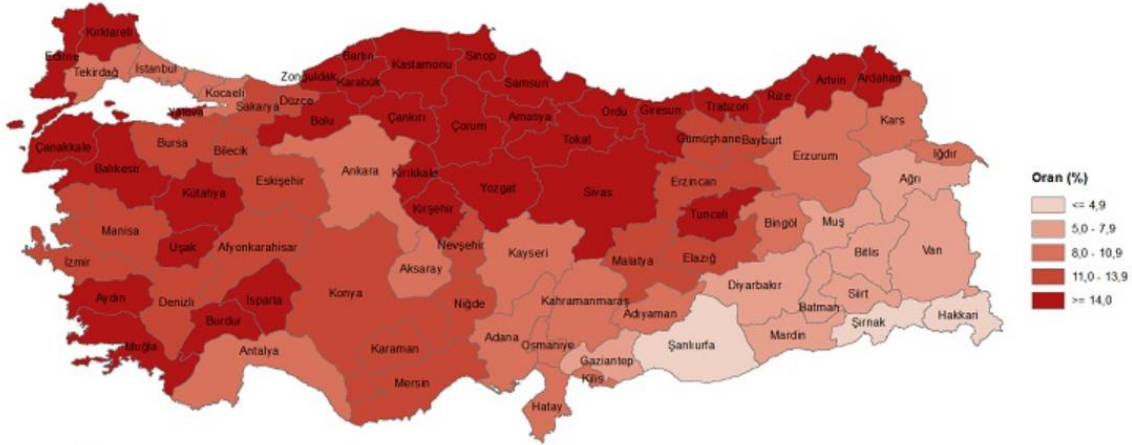 Kırklareli
Edirne
Tekirdağ
İstanbul
Kocaeli
Yalova
Sakarya
Düzce
Zonguldak
Bartın
Karabük
Kastamonu
Sinop
Samsun
Bolu
Çankırı
Çorum
Amasya
Tokat
Ordu
Giresun
Trabzon
Rize
Artvin
Ardahan
Kars
Gümüşhane
Bayburt
Erzurum
Iğdır
Ağrı
Çanakkale
Balıkesir
Bursa
Bilecik
Eskişehir
Ankara
Kırıkkale
Kırşehir
Yozgat
Sivas
Erzincan
Tunceli
Bingöl
Muş
Bitlis
Van
Kütahya
Manisa
Uşak
Afyonkarahisar
İzmir
Aydın
Denizli
Isparta
Burdur
Muğla
Antalya
Konya
Aksaray
Nevşehir
Kayseri
Niğde
Malatya
Elazığ
Diyarbakır
Batman
Siirt
Şırnak
Hakkari
Mardin
Şanlıurfa
Adıyaman
Kahramanmaraş
Adana
Osmaniye
Gaziantep
Kilis
Hatay
Karaman
Mersin
Oran (%)
<= 4,9
5,0 - 7,9
8,0 - 10,9
11,0 - 13,9
>= 14,0